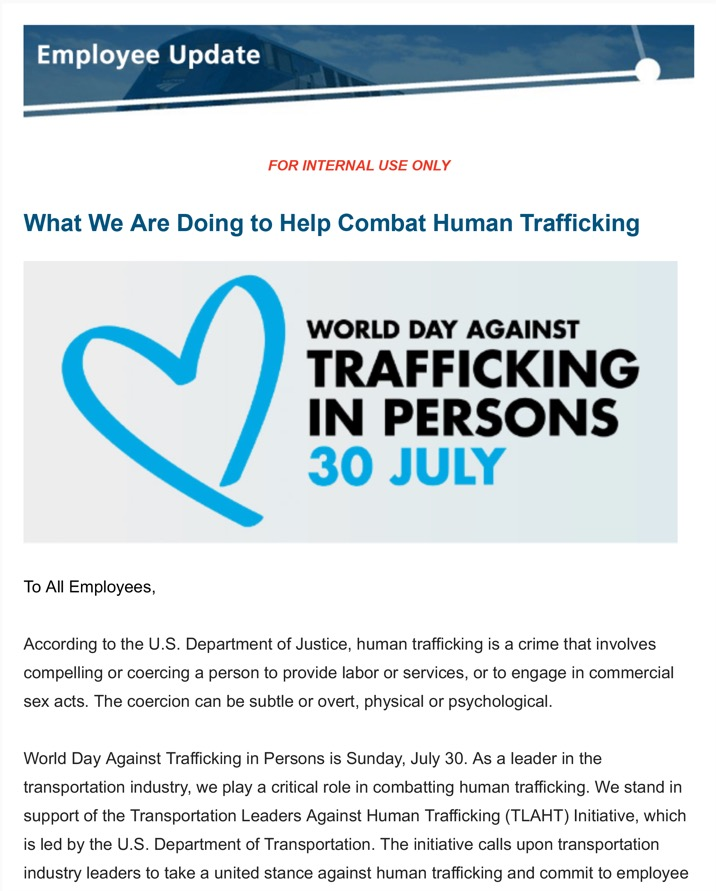 Employee Update
FOR INTERNAL USE ONLY
What We Are Doing to Help Combat Human Trafficking
WORLD DAY AGAINST
TRAFFICKING
IN PERSONS
30 JULY
To All Employees,
According to the U.S. Department of Justice, human trafficking is a crime that involves
compelling or coercing a person to provide labor or services, or to engage in commercial
sex acts. The coercion can be subtle or overt, physical or psychological.
World Day Against Trafficking in Persons is Sunday, July 30. As a leader in the
transportation industry, we play a critical role in combatting human trafficking. We stand in
support of the Transportation Leaders Against Human Trafficking (TLAHT) Initiative, which
is led by the U.S. Department of Transportation. The initiative calls upon transportation
industry leaders to take a united stance against human trafficking and commit to employee